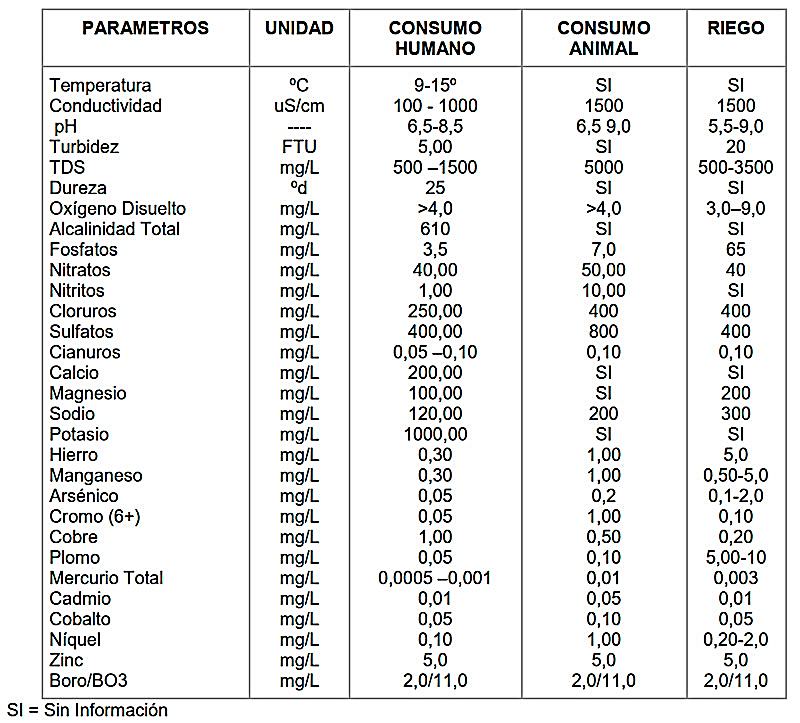 PARAMETROS UNIDAD CONSUMO HUMANO CONSUMO ANIMAL RIEGO
Temperatura ºC 9-15º SI SI
Conductividad uS/cm 100 - 1000 1500 1500
pH ---- 6,5-8,5 6,5 9,0 5,5-9,0
Turbidez FTU 5,00 SI 20
TDS mg/L 500 –1500 5000 500-3500
Dureza ºd 25 SI SI
Oxígeno Disuelto mg/L >4,0 >4,0 3,0–9,0
Alcalinidad Total mg/L 610 SI SI
Fosfatos mg/L 3,5 7,0 65
Nitratos mg/L 40,00 50,00 40
Nitritos mg/L 1,00 10,00 SI
Cloruros mg/L 250,00 400 400
Sulfatos mg/L 400,00 800 400
Cianuros mg/L 0,05 –0,10 0,10 0,10
Calcio mg/L 200,00 SI SI
Magnesio mg/L 100,00 SI 200
Sodio mg/L 120,00 200 300
Potasio mg/L 1000,00 SI SI
Hierro mg/L 0,30 1,00 5,0
Manganeso mg/L 0,30 1,00 0,50-5,0
Arsénico mg/L 0,05 0,2 0,1-2,0
Cromo (6+) mg/L 0,05 1,00 0,10
Cobre mg/L 1,00 0,50 0,20
Plomo mg/L 0,05 0,10 5,00-10
Mercurio Total mg/L 0,0005 –0,001 0,01 0,003
Cadmio mg/L 0,01 0,05 0,01
Cobalto mg/L 0,05 0,10 0,05
Níquel mg/L 0,10 1,00 0,20-2,0
Zinc mg/L 5,0 5,0 5,0
Boro/BO3 mg/L 2,0/11,0 2,0/11,0 2,0/11,0
SI = Sin Información